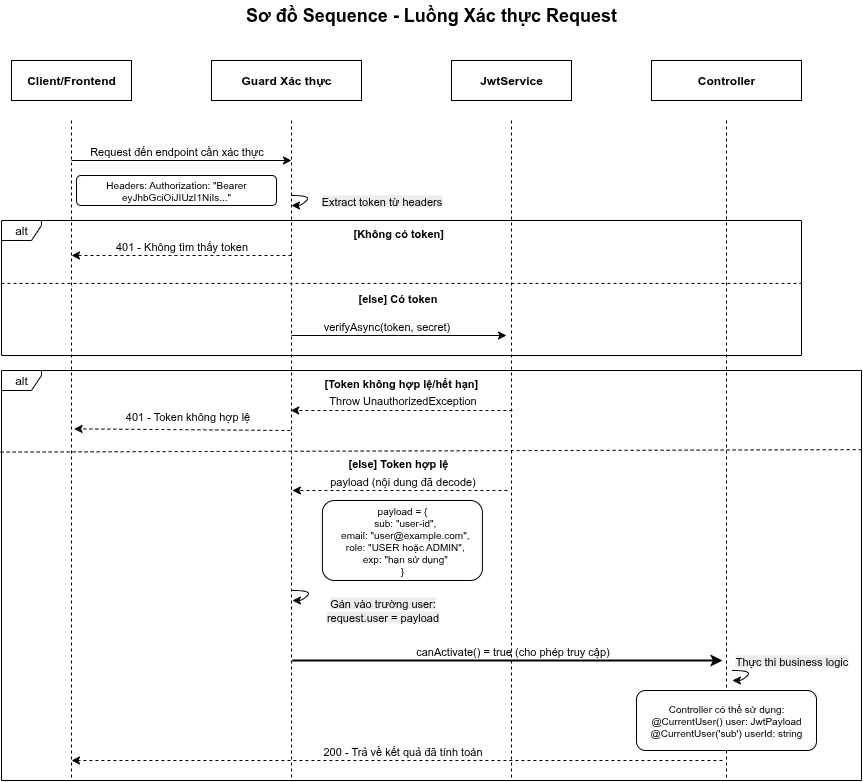 Sơ đồ Sequence - Luồng Xác thực Request
Client/Frontend
Guard Xác thực
JwtService
Controller
Request đến endpoint cần xác thực
Headers: Authorization: "Bearer
eyJhbGciOiJIUzI1NiIs..."
Extract token từ headers
alt
[Không có token]
401 - Không tìm thấy token
[else] Có token
verifyAsync(token, secret)
alt
[Token không hợp lệ/hết hạn]
Throw UnauthorizedException
401 - Token không hợp lệ
[else] Token hợp lệ
payload (nội dung đã decode)
payload = {
sub: "user-id",
email: "user@example.com",
role: "USER hoặc ADMIN",
exp: "hạn sử dụng"
}
Gán vào trường user:
request.user = payload
canActivate() = true (cho phép truy cập)
Thực thi business logic
Controller có thể sử dụng:
@CurrentUser() user: JwtPayload
@CurrentUser('sub') userId: string
200 - Trả về kết quả đã tính toán